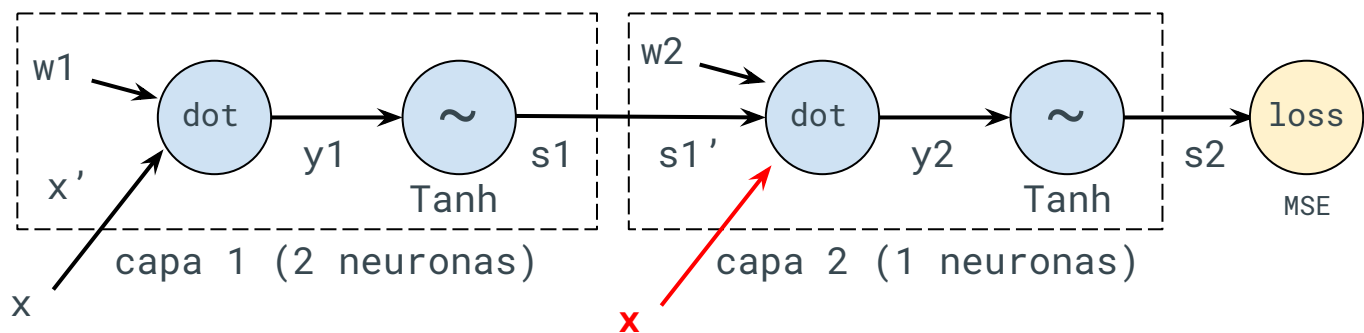 w1
dot
~
y1
s1
x’
Tanh
capa 1 (2 neuronas)
x
w2
dot
~
s1’
y2
s2
Tanh
capa 2 (1 neuronas)
x
loss
MSE